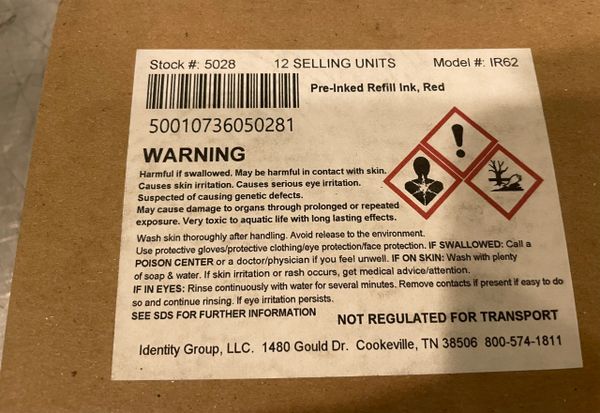 Stock #: 5028 12 SELLING UNITS Model #: IR62
Pre-Inked Refill Ink, Red
50010736050281
WARNING
Harmful if swallowed. May be harmful in contact with skin.
Causes skin irritation. Causes serious eye irritation.
Suspected of causing genetic defects.
May cause damage to organs through prolonged or repeated
exposure. Very toxic to aquatic life with long lasting effects.
Wash skin thoroughly after handling. Avoid release to the environment.
Use protective gloves/protective clothing/eye protection/face protection. IF SWALLOWED: Call a
POISON CENTER or a doctor/physician if you feel unwell. IF ON SKIN: Wash with plenty
of soap & water. If skin irritation or rash occurs, get medical advice/attention.
IF IN EYES: Rinse continuously with water for several minutes. Remove contacts if present if easy to do
so and continue rinsing. If eye irritation persists.
SEE SDS FOR FURTHER INFORMATION
NOT REGULATED FOR TRANSPORT
Identity Group, LLC. 1480 Gould Dr. Cookeville, TN 38506 800-574-1811